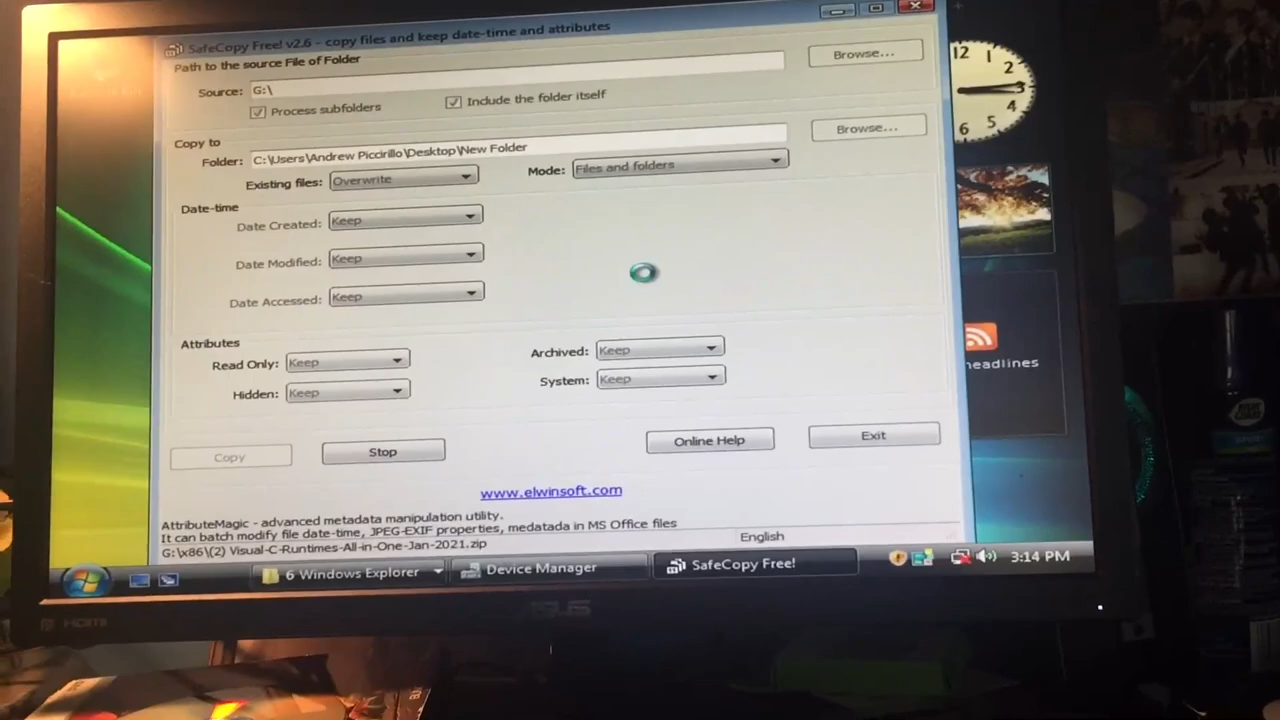 SafeCopy Free! v2.6 - copy files and keep date-time and attributes
Path to the source File of Folder
Source: G:\
Browse...
Process subfolders
Include the folder itself
Copy to
Folder: C:\Users\Andrew Piccirillo\Desktop\New Folder
Browse...
Existing files: Overwrite
Mode: Files and folders
Date-time
Date Created: Keep
Date Modified: Keep
Date Accessed: Keep
Attributes
Read Only: Keep
Archived: Keep
Hidden: Keep
System: Keep
Copy
Stop
Online Help
Exit
www.elwinsoft.com
AttributeMagic - advanced metadata manipulation utility.
It can batch modify file date-time, JPEG-EXIF properties, medatada in MS Office files
G:\x86\(2) Visual-C-Runtimes-All-in-One-Jan-2021.zip
English
12
1
2
3
4
5
6
headlines
6 Windows Explorer
Device Manager
SafeCopy Free!
3:14 PM
HDMI
ASUS